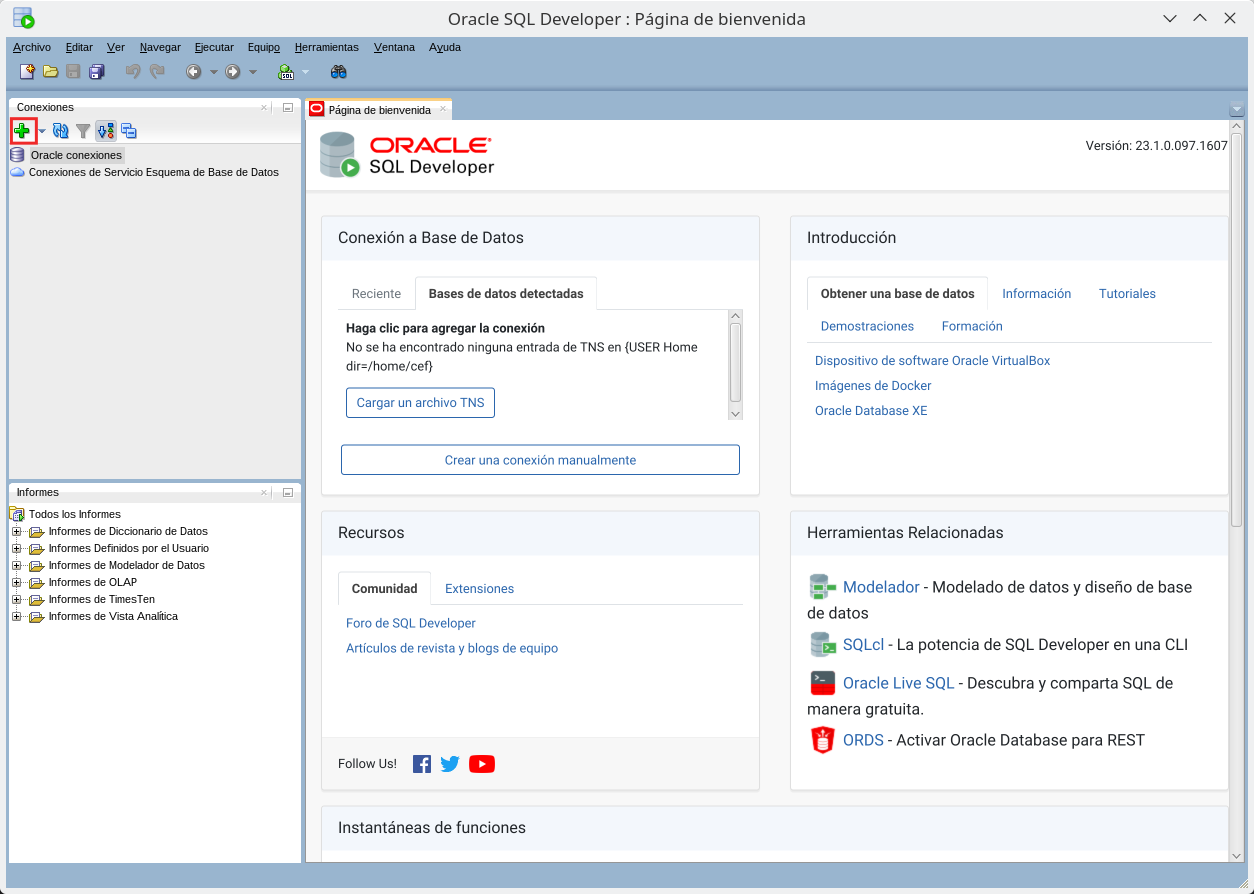 Oracle SQL Developer : Página de bienvenida
Archivo Editar Ver Navegar Ejecutar Equipo Herramientas Ventana Ayuda
SQL
Conexiones
Oracle conexiones
Conexiones de Servicio Esquema de Base de Datos
Informes
Todos los Informes
Informes de Diccionario de Datos
Informes Definidos por el Usuario
Informes de Modelador de Datos
Informes de OLAP
Informes de TimesTen
Informes de Vista Analítica
Página de bienvenida
ORACLE
SQL Developer
Versión: 23.1.0.097.1607
Conexión a Base de Datos
Reciente Bases de datos detectadas
Haga clic para agregar la conexión
No se ha encontrado ninguna entrada de TNS en {USER Home
dir=/home/cef}
Cargar un archivo TNS
Crear una conexión manualmente
Introducción
Obtener una base de datos Información Tutoriales
Demostraciones Formación
Dispositivo de software Oracle VirtualBox
Imágenes de Docker
Oracle Database XE
Recursos
Comunidad Extensiones
Foro de SQL Developer
Artículos de revista y blogs de equipo
Follow Us!
Herramientas Relacionadas
Modelador - Modelado de datos y diseño de base
de datos
SQLcl - La potencia de SQL Developer en una CLI
Oracle Live SQL - Descubra y comparta SQL de
manera gratuita.
ORDS - Activar Oracle Database para REST
Instantáneas de funciones